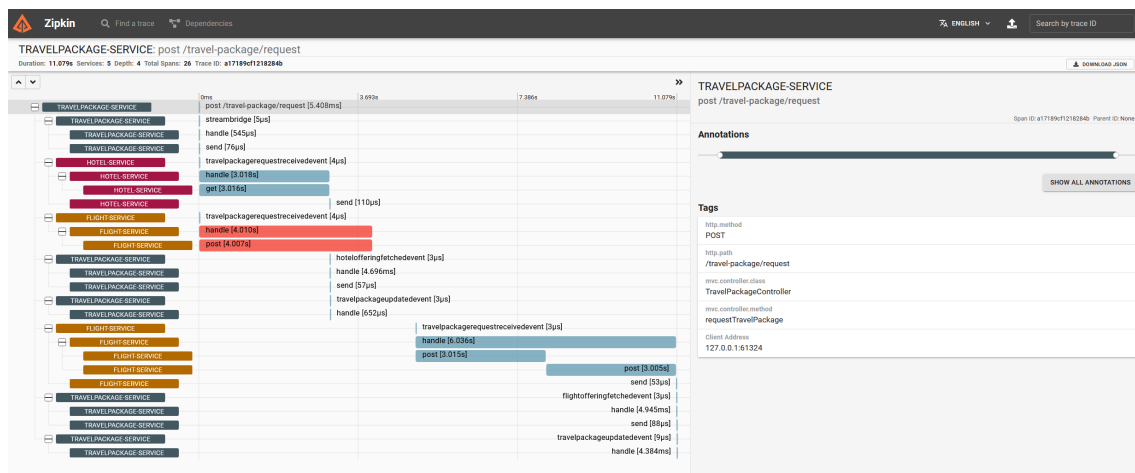 Zipkin
Find a trace
Dependencies
ENGLISH
Search by trace ID
TRAVELPACKAGE-SERVICE: post /travel-package/request
Duration: 11.079s Services: 5 Depth: 4 Total Spans: 26 Trace ID: a17189cf1218284b
DOWNLOAD JSON
0ms 3.693s 7.386s 11.079s
TRAVELPACKAGE-SERVICE post /travel-package/request [5.408ms]
TRAVELPACKAGE-SERVICE streambridge [5µs]
TRAVELPACKAGE-SERVICE handle [545µs]
TRAVELPACKAGE-SERVICE send [76µs]
HOTEL-SERVICE travelpackagerequestreceivedevent [4µs]
HOTEL-SERVICE handle [3.018s]
HOTEL-SERVICE get [3.016s]
HOTEL-SERVICE send [110µs]
FLIGHT-SERVICE travelpackagerequestreceivedevent [4µs]
FLIGHT-SERVICE handle [4.010s]
FLIGHT-SERVICE post [4.007s]
TRAVELPACKAGE-SERVICE hotelofferingfetchedevent [3µs]
TRAVELPACKAGE-SERVICE handle [4.696ms]
TRAVELPACKAGE-SERVICE send [57µs]
TRAVELPACKAGE-SERVICE travelpackageupdatedevent [3µs]
TRAVELPACKAGE-SERVICE handle [652µs]
FLIGHT-SERVICE travelpackagerequestreceivedevent [3µs]
FLIGHT-SERVICE handle [6.036s]
FLIGHT-SERVICE post [3.015s]
FLIGHT-SERVICE post [3.005s]
FLIGHT-SERVICE send [53µs]
TRAVELPACKAGE-SERVICE flightofferingfetchedevent [3µs]
TRAVELPACKAGE-SERVICE handle [4.945ms]
TRAVELPACKAGE-SERVICE send [88µs]
TRAVELPACKAGE-SERVICE travelpackageupdatedevent [9µs]
TRAVELPACKAGE-SERVICE handle [4.384ms]
TRAVELPACKAGE-SERVICE
post /travel-package/request
Span ID: a17189cf1218284b Parent ID: None
Annotations
SHOW ALL ANNOTATIONS
Tags
http.method
POST
http.path
/travel-package/request
mvc.controller.class
TravelPackageController
mvc.controller.method
requestTravelPackage
Client Address
127.0.0.1:61324